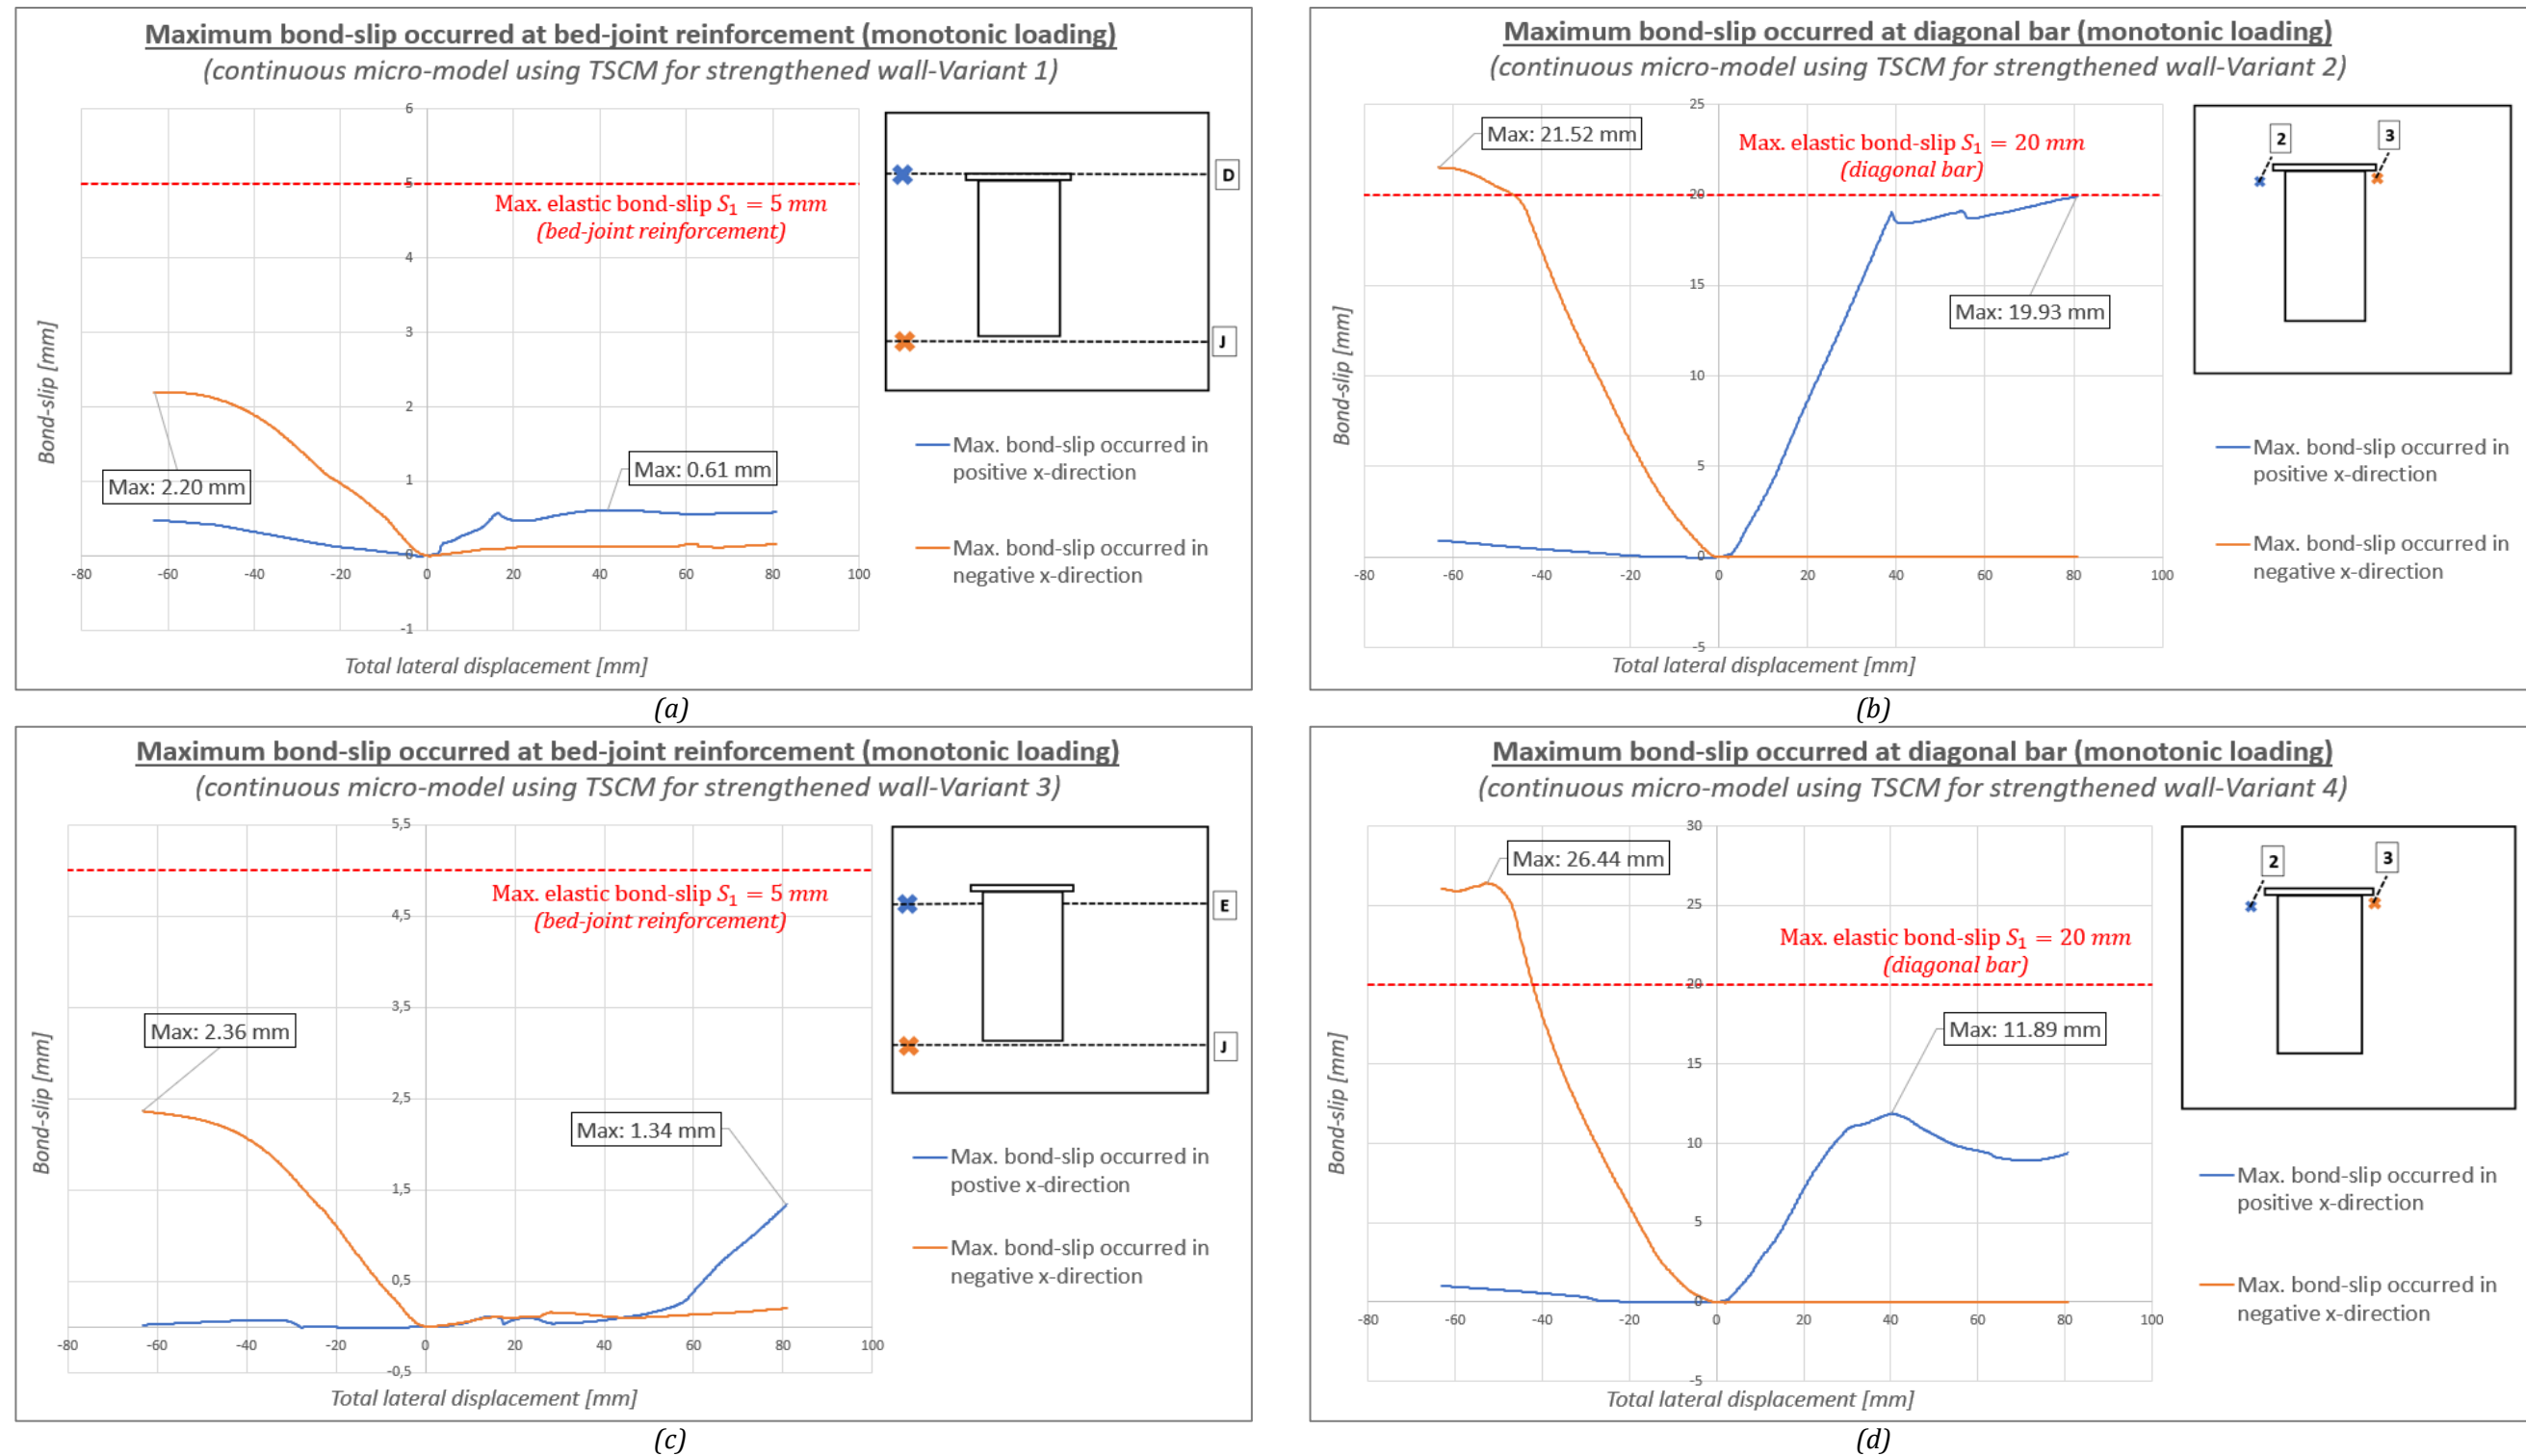 Maximum bond-slip occurred at bed-joint reinforcement (monotonic loading)
(continuous micro-model using TSCM for strengthened wall-Variant 1)
6
5
4
3
2
1
0
-1
-80
-60
-40
-20
0
20
40
60
80
100
Bond-slip [mm]
Total lateral displacement [mm]
Max. elastic bond-slip S₁ = 5 mm
(bed-joint reinforcement)
Max: 2.20 mm
Max: 0.61 mm
D
J
Max. bond-slip occurred in
positive x-direction
Max. bond-slip occurred in
negative x-direction
(a)
Maximum bond-slip occurred at diagonal bar (monotonic loading)
(continuous micro-model using TSCM for strengthened wall-Variant 2)
25
20
15
10
5
0
-5
-80
-60
-40
-20
0
20
40
60
80
100
Bond-slip [mm]
Total lateral displacement [mm]
Max: 21.52 mm
Max. elastic bond-slip S₁ = 20 mm
(diagonal bar)
Max: 19.93 mm
2
3
Max. bond-slip occurred in
positive x-direction
Max. bond-slip occurred in
negative x-direction
(b)
Maximum bond-slip occurred at bed-joint reinforcement (monotonic loading)
(continuous micro-model using TSCM for strengthened wall-Variant 3)
5,5
4,5
3,5
2,5
1,5
0,5
-0,5
-80
-60
-40
-20
0
20
40
60
80
100
Bond-slip [mm]
Total lateral displacement [mm]
Max. elastic bond-slip S₁ = 5 mm
(bed-joint reinforcement)
Max: 2.36 mm
Max: 1.34 mm
E
J
Max. bond-slip occurred in
postive x-direction
Max. bond-slip occurred in
negative x-direction
(c)
Maximum bond-slip occurred at diagonal bar (monotonic loading)
(continuous micro-model using TSCM for strengthened wall-Variant 4)
30
25
20
15
10
5
0
-5
-80
-60
-40
-20
0
20
40
60
80
100
Bond-slip [mm]
Total lateral displacement [mm]
Max: 26.44 mm
Max. elastic bond-slip S₁ = 20 mm
(diagonal bar)
Max: 11.89 mm
2
3
Max. bond-slip occurred in
positive x-direction
Max. bond-slip occurred in
negative x-direction
(d)